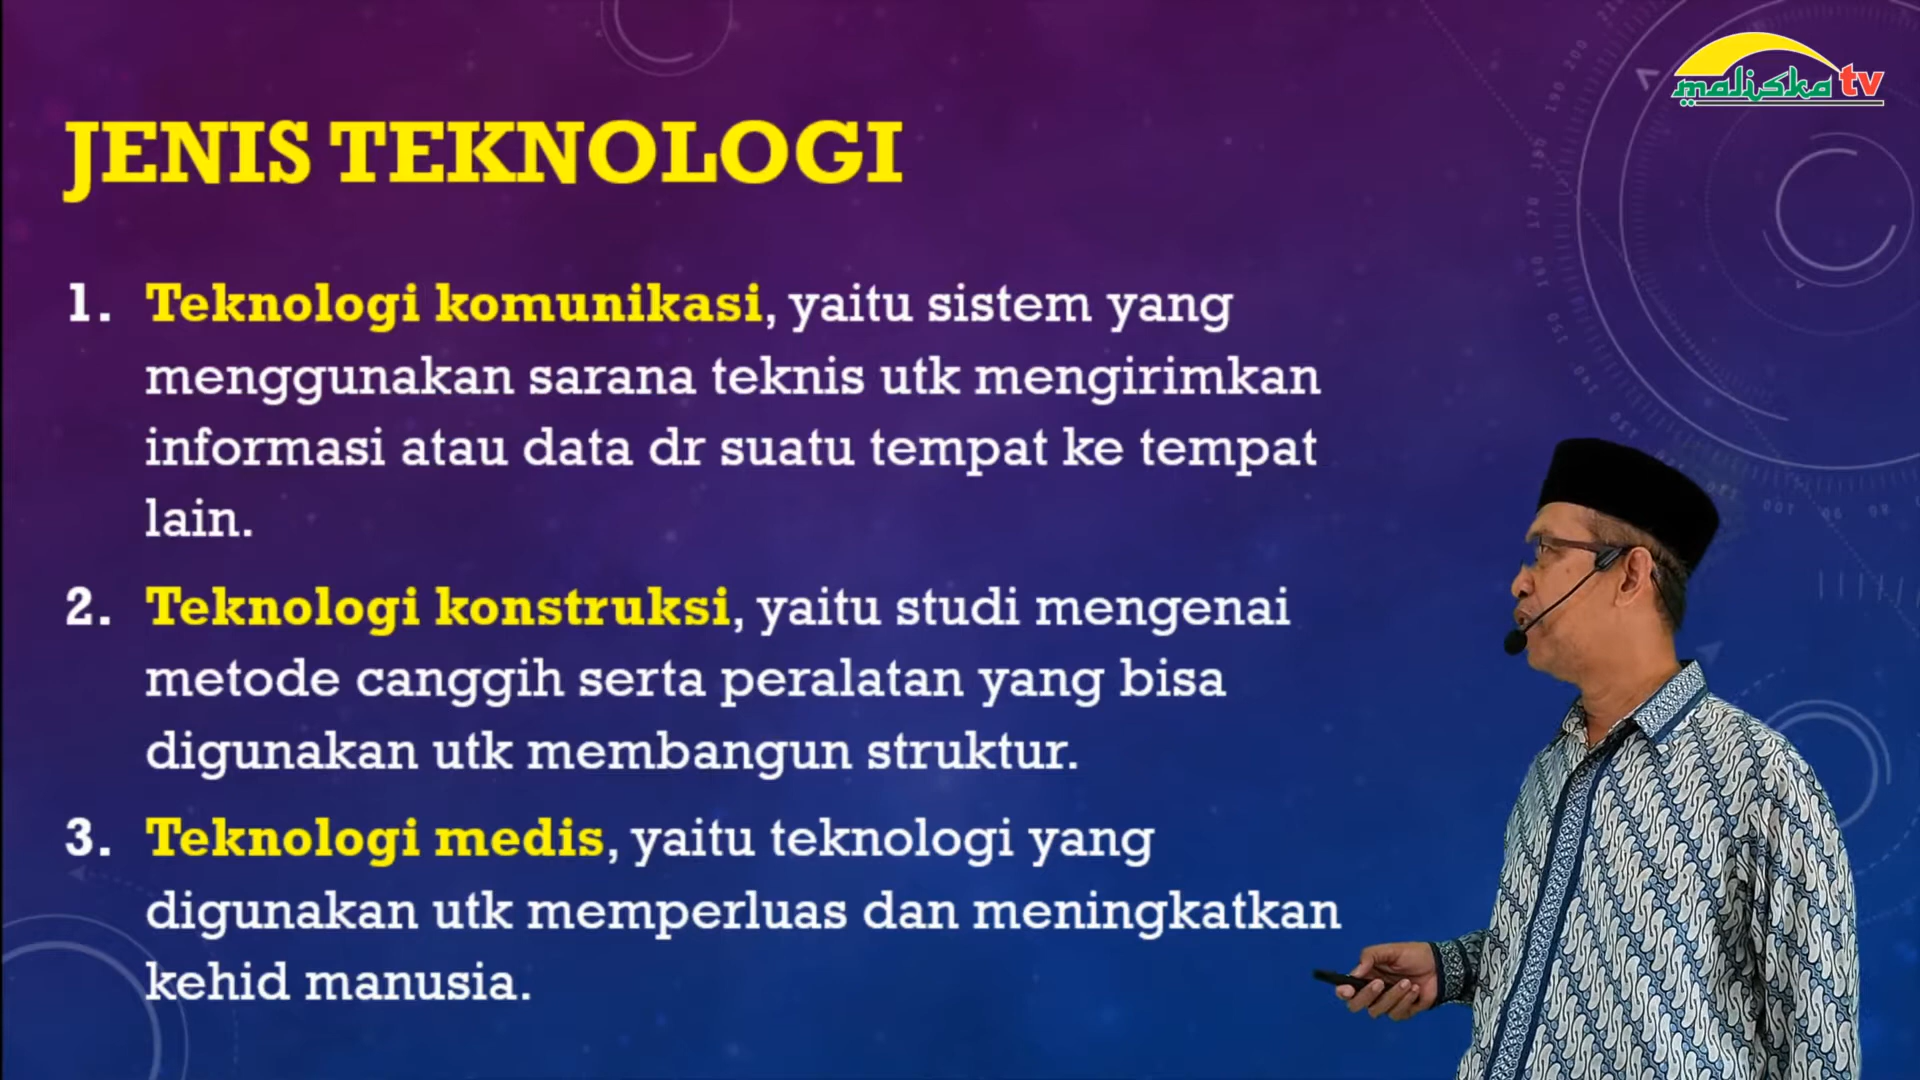 maliska tv
JENIS TEKNOLOGI
1. Teknologi komunikasi, yaitu sistem yang
menggunakan sarana teknis utk mengirimkan
informasi atau data dr suatu tempat ke tempat
lain.
2. Teknologi konstruksi, yaitu studi mengenai
metode canggih serta peralatan yang bisa
digunakan utk membangun struktur.
3. Teknologi medis, yaitu teknologi yang
digunakan utk memperluas dan meningkatkan
kehid manusia.